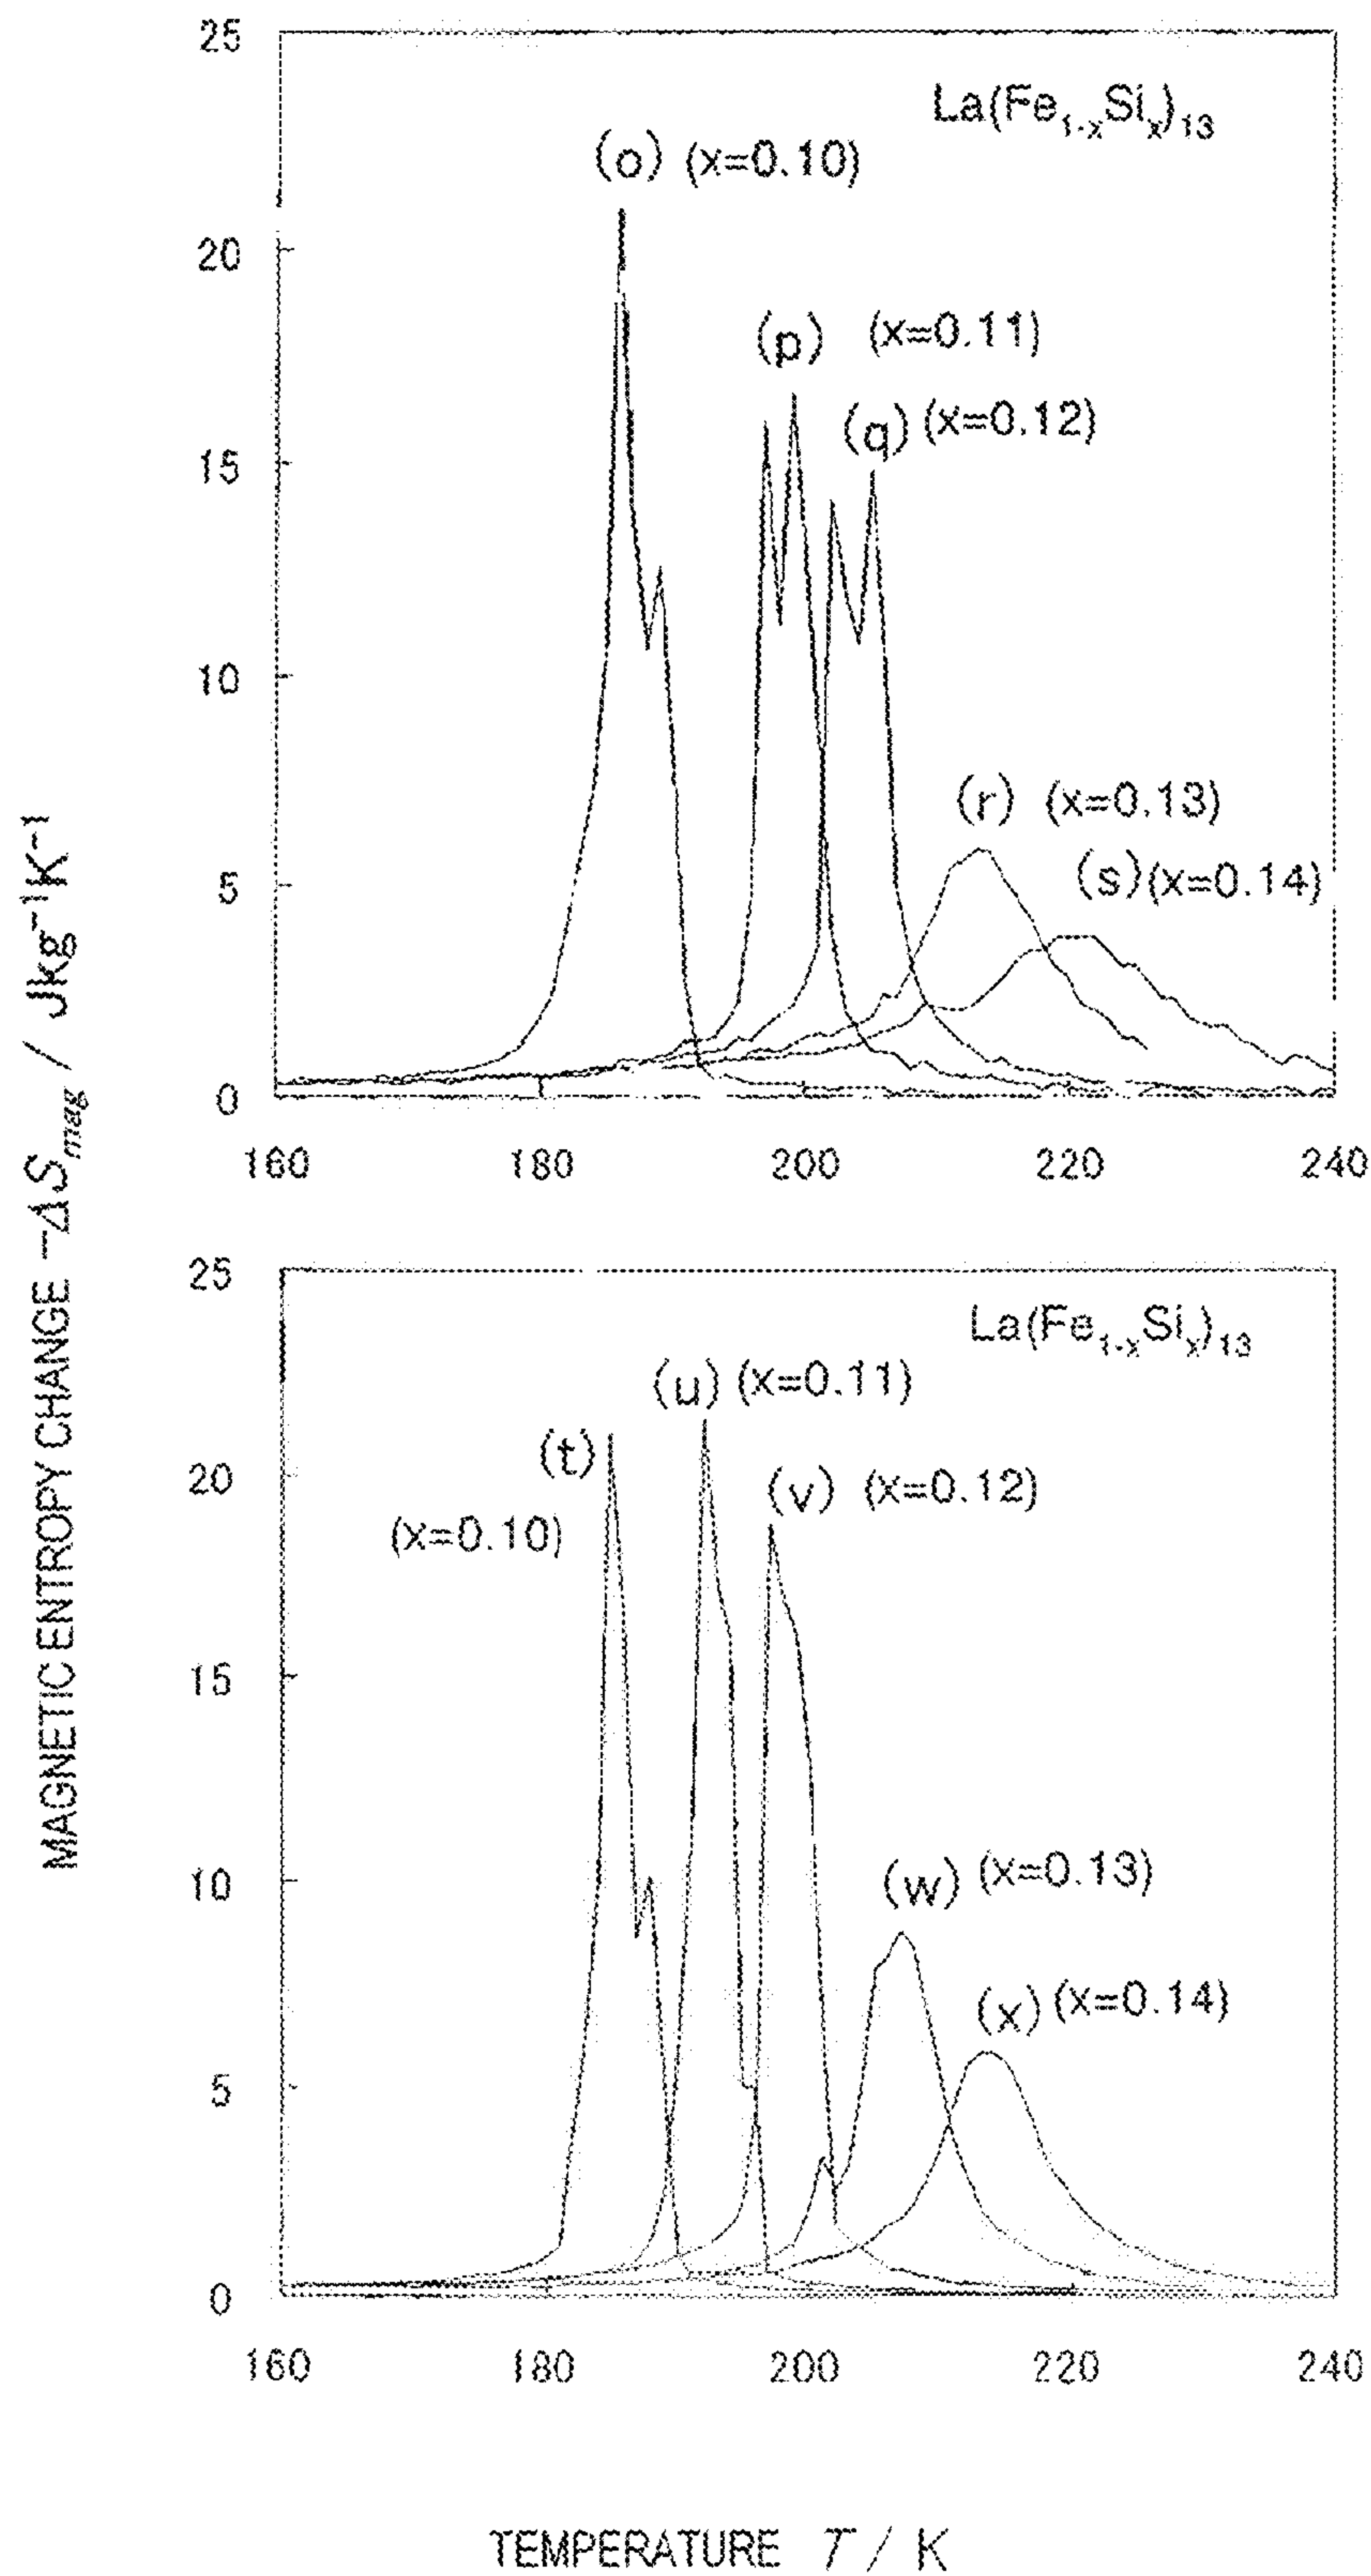 25
La(Fe1-xSix)13
(o) (x=0.10)
20
(p) (x=0.11)
(q) (x=0.12)
15
10
(r) (x=0.13)
(s) (x=0.14)
5
0
160 180 200 220 240
MAGNETIC ENTROPY CHANGE -ΔSmag / Jkg⁻¹K⁻¹
25
La(Fe1-xSix)13
(u) (x=0.11)
(t)
20
(v) (x=0.12)
(x=0.10)
15
10
(w) (x=0.13)
(x) (x=0.14)
5
0
160 180 200 220 240
TEMPERATURE T / K